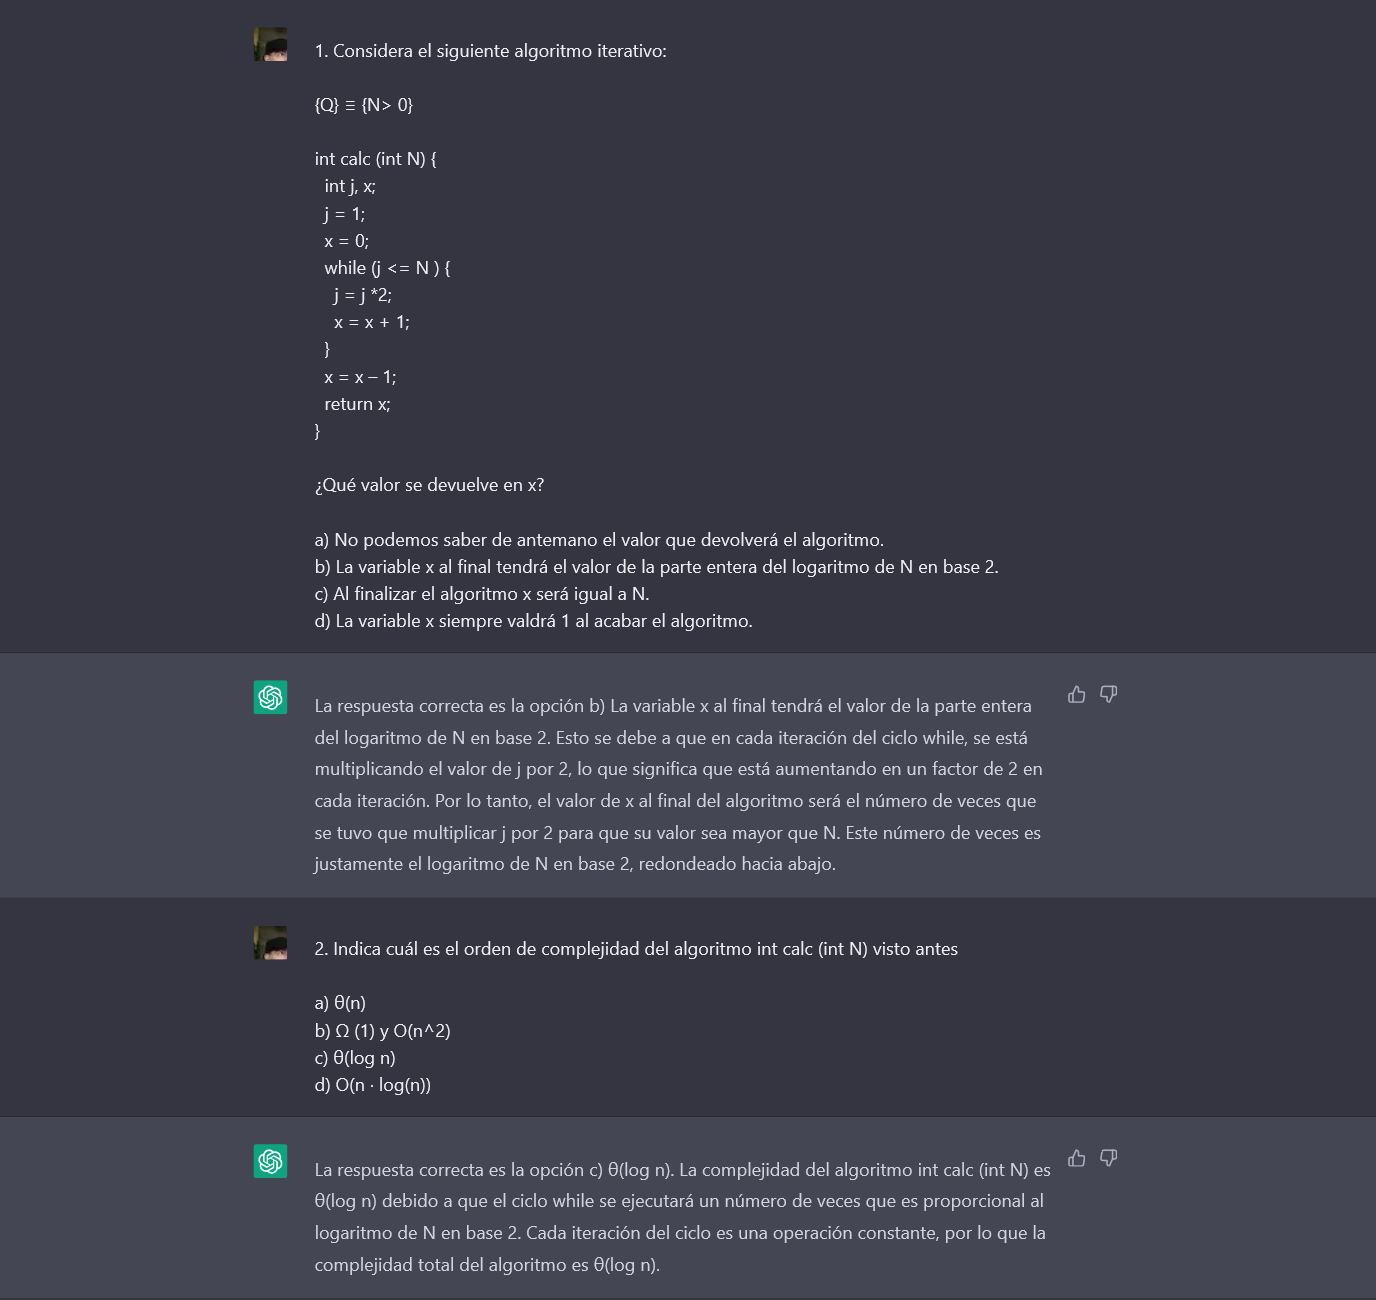 1. Considera el siguiente algoritmo iterativo:
{Q} ≡ {N> 0}
int calc (int N) {
int j, x;
j = 1;
x = 0;
while (j <= N ) {
j = j *2;
x = x + 1;
}
x = x – 1;
return x;
}
¿Qué valor se devuelve en x?
a) No podemos saber de antemano el valor que devolverá el algoritmo.
b) La variable x al final tendrá el valor de la parte entera del logaritmo de N en base 2.
c) Al finalizar el algoritmo x será igual a N.
d) La variable x siempre valdrá 1 al acabar el algoritmo.
La respuesta correcta es la opción b) La variable x al final tendrá el valor de la parte entera
del logaritmo de N en base 2. Esto se debe a que en cada iteración del ciclo while, se está
multiplicando el valor de j por 2, lo que significa que está aumentando en un factor de 2 en
cada iteración. Por lo tanto, el valor de x al final del algoritmo será el número de veces que
se tuvo que multiplicar j por 2 para que su valor sea mayor que N. Este número de veces es
justamente el logaritmo de N en base 2, redondeado hacia abajo.
2. Indica cuál es el orden de complejidad del algoritmo int calc (int N) visto antes
a) θ(n)
b) Ω (1) y O(n^2)
c) θ(log n)
d) O(n · log(n))
La respuesta correcta es la opción c) θ(log n). La complejidad del algoritmo int calc (int N) es
θ(log n) debido a que el ciclo while se ejecutará un número de veces que es proporcional al
logaritmo de N en base 2. Cada iteración del ciclo es una operación constante, por lo que la
complejidad total del algoritmo es θ(log n).